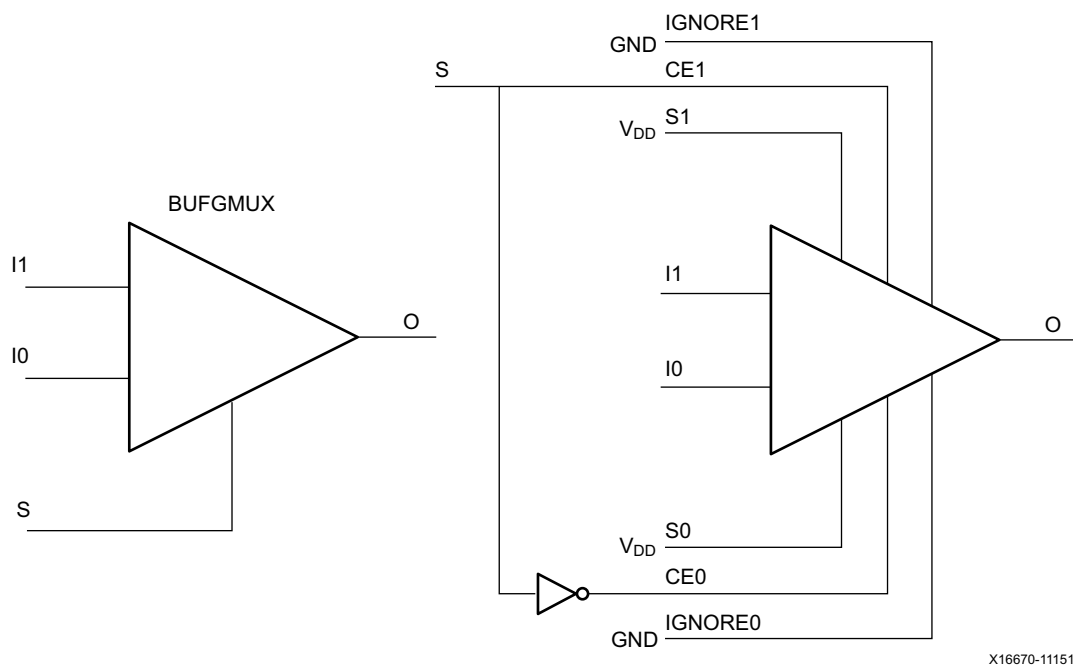 IGNORE1
GND
S
CE1
VDD
S1
BUFGMUX
I1
I1
O
O
I0
I0
S
VDD
S0
CE0
GND
IGNORE0
X16670-11151